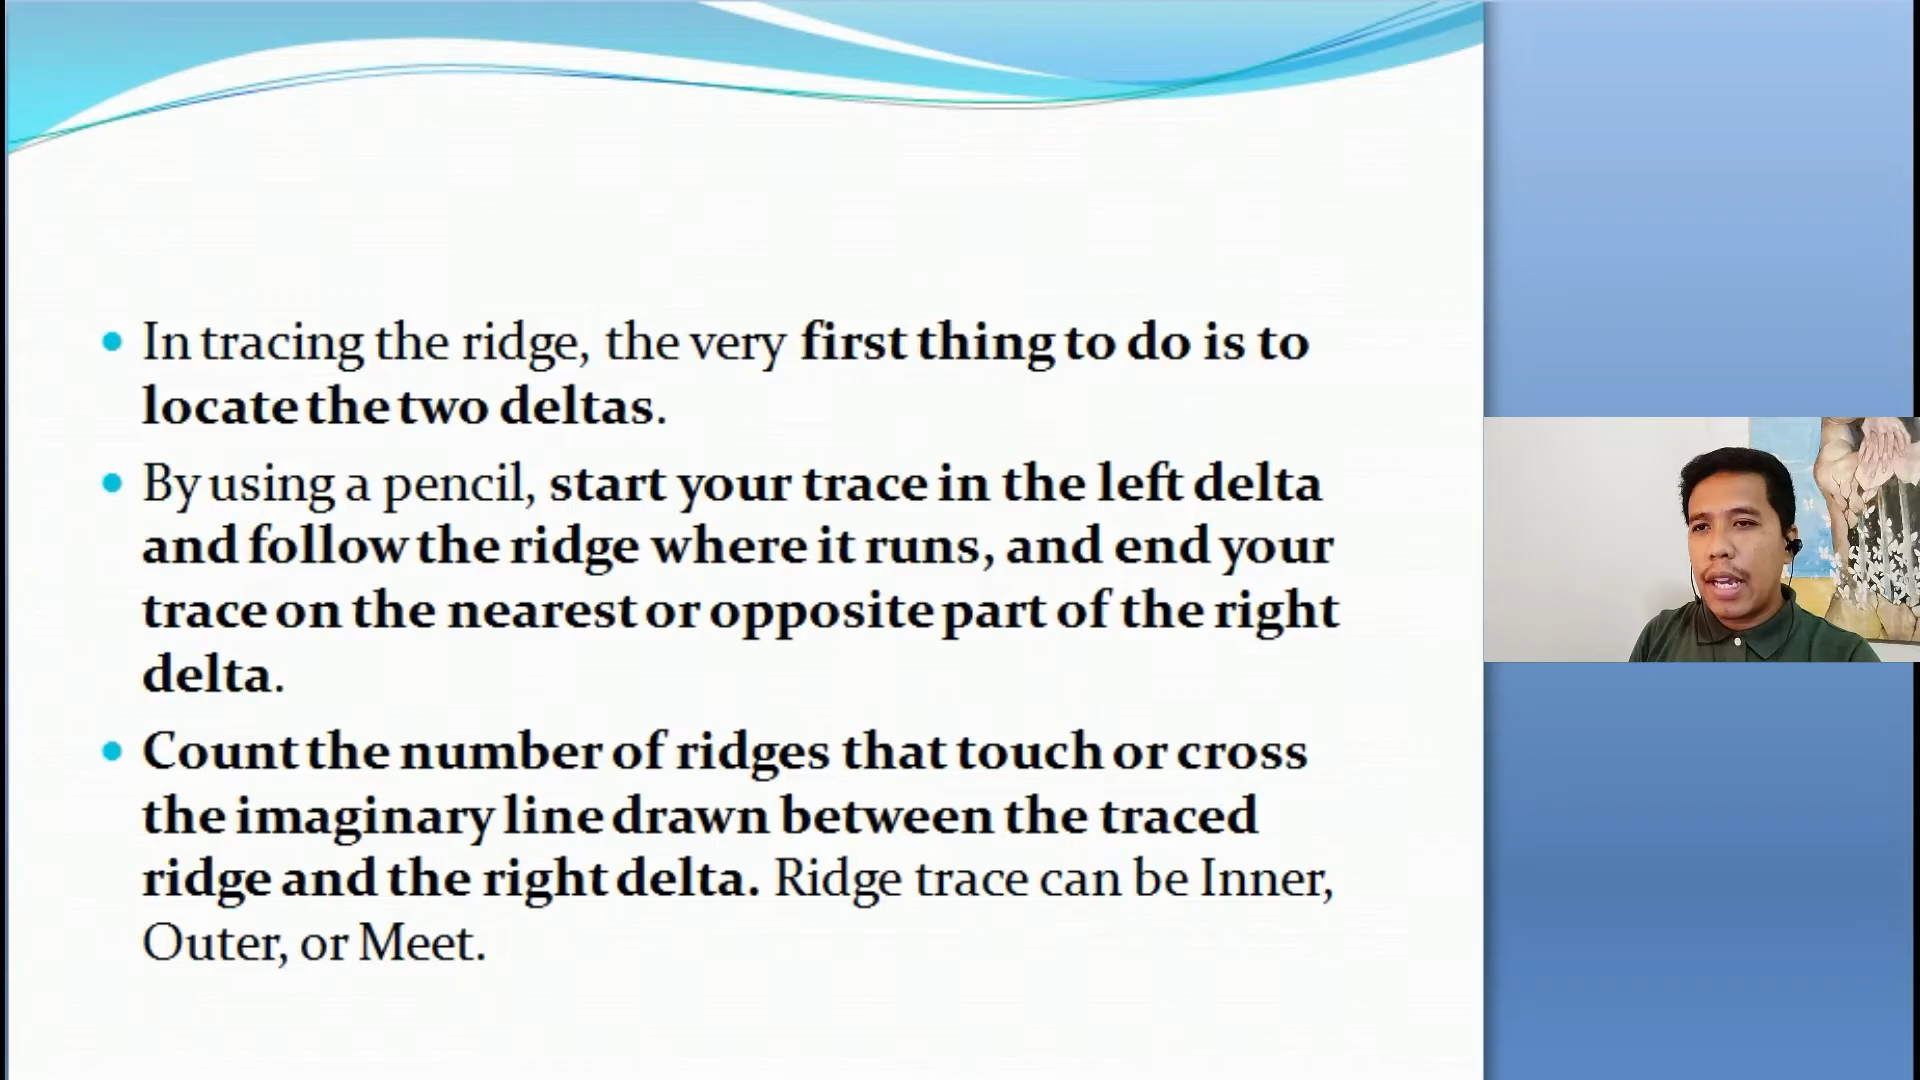 In tracing the ridge, the very first thing to do is to
locate the two deltas.
By using a pencil, start your trace in the left delta
and follow the ridge where it runs, and end your
trace on the nearest or opposite part of the right
delta.
Count the number of ridges that touch or cross
the imaginary line drawn between the traced
ridge and the right delta. Ridge trace can be Inner,
Outer, or Meet.